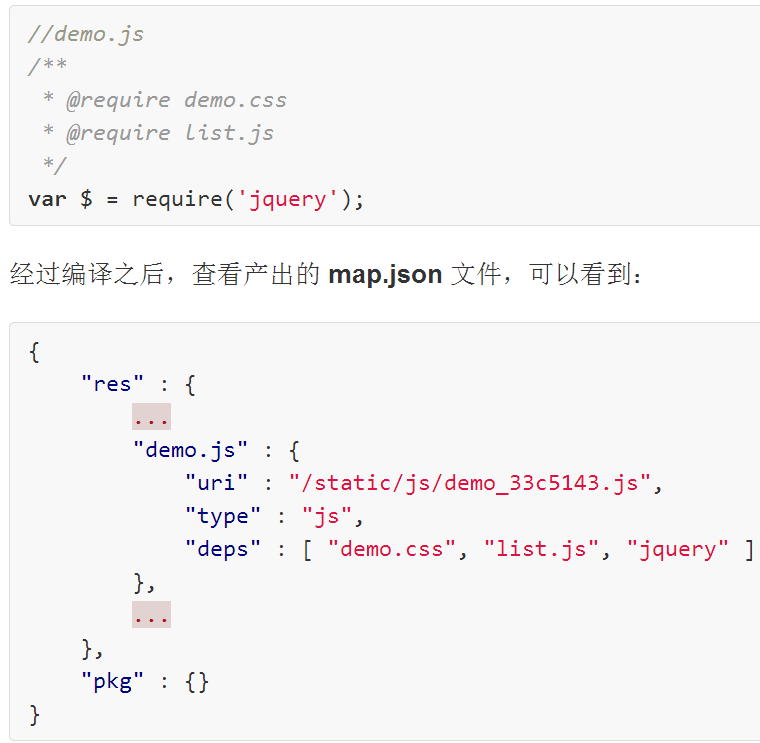 //demo.js
/**
 * @require demo.css
 * @require list.js
 */
var $ = require('jquery');
经过编译之后，查看产出的 map.json 文件，可以看到：
{
    "res" : {
        ...
        "demo.js" : {
            "uri" : "/static/js/demo_33c5143.js",
            "type" : "js",
            "deps" : [ "demo.css", "list.js", "jquery" ]
        },
        ...
    },
    "pkg" : {}
}